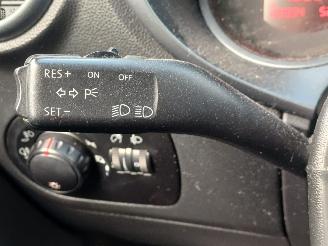 RES+ ON OFF
P
SET-